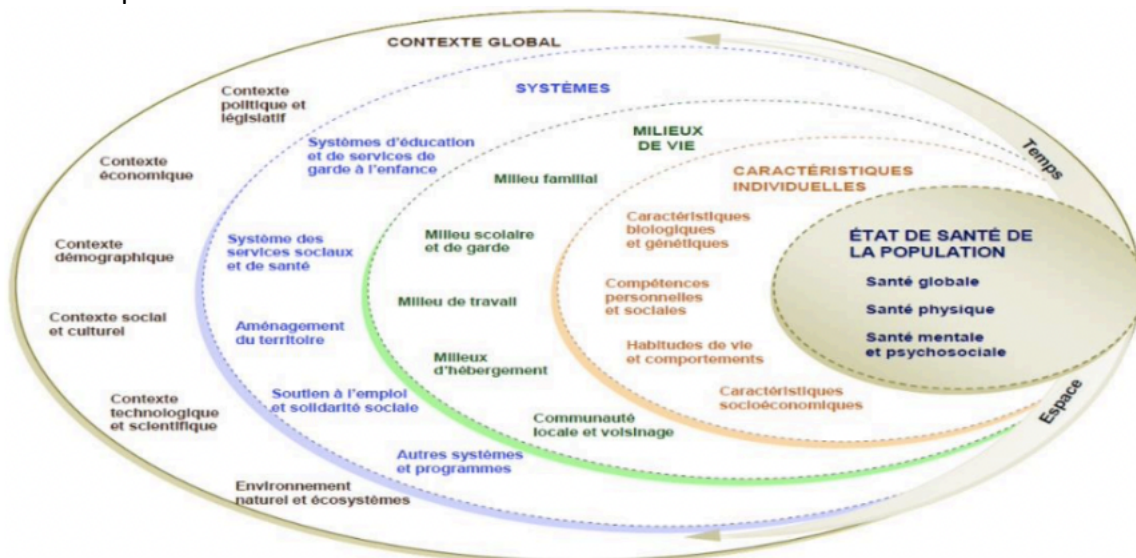 CONTEXTE GLOBAL
Contexte
politique et
législatif
Contexte
économique
Contexte
démographique
Contexte social
et culturel
Contexte
technologique
et scientifique
Environnement
naturel et écosystèmes
SYSTÈMES
Systèmes d'éducation
et de services de
garde à l'enfance
Système des
services sociaux
et de santé
Aménagement
du territoire
Soutien à l'emploi
et solidarité sociale
Autres systèmes
et programmes
MILIEUX
DE VIE
Milieu familial
Milieu scolaire
et de garde
Milieu de travail
Milieux
d'hébergement
Communauté
locale et voisinage
CARACTÉRISTIQUES
INDIVIDUELLES
Caractéristiques
biologiques
et génétiques
Compétences
personnelles
et sociales
Habitudes de vie
et comportements
Caractéristiques
socioéconomiques
ÉTAT DE SANTÉ DE
LA POPULATION
Santé globale
Santé physique
Santé mentale
et psychosociale
Temps
Espace